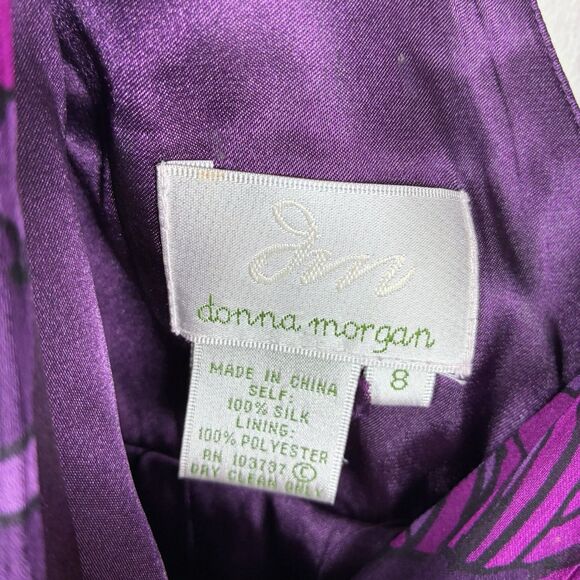 dm
donna morgan
8
MADE IN CHINA
SELF:
100% SILK
LINING:
100% POLYESTER
RN 103797 C
DRY CLEAN ONLY